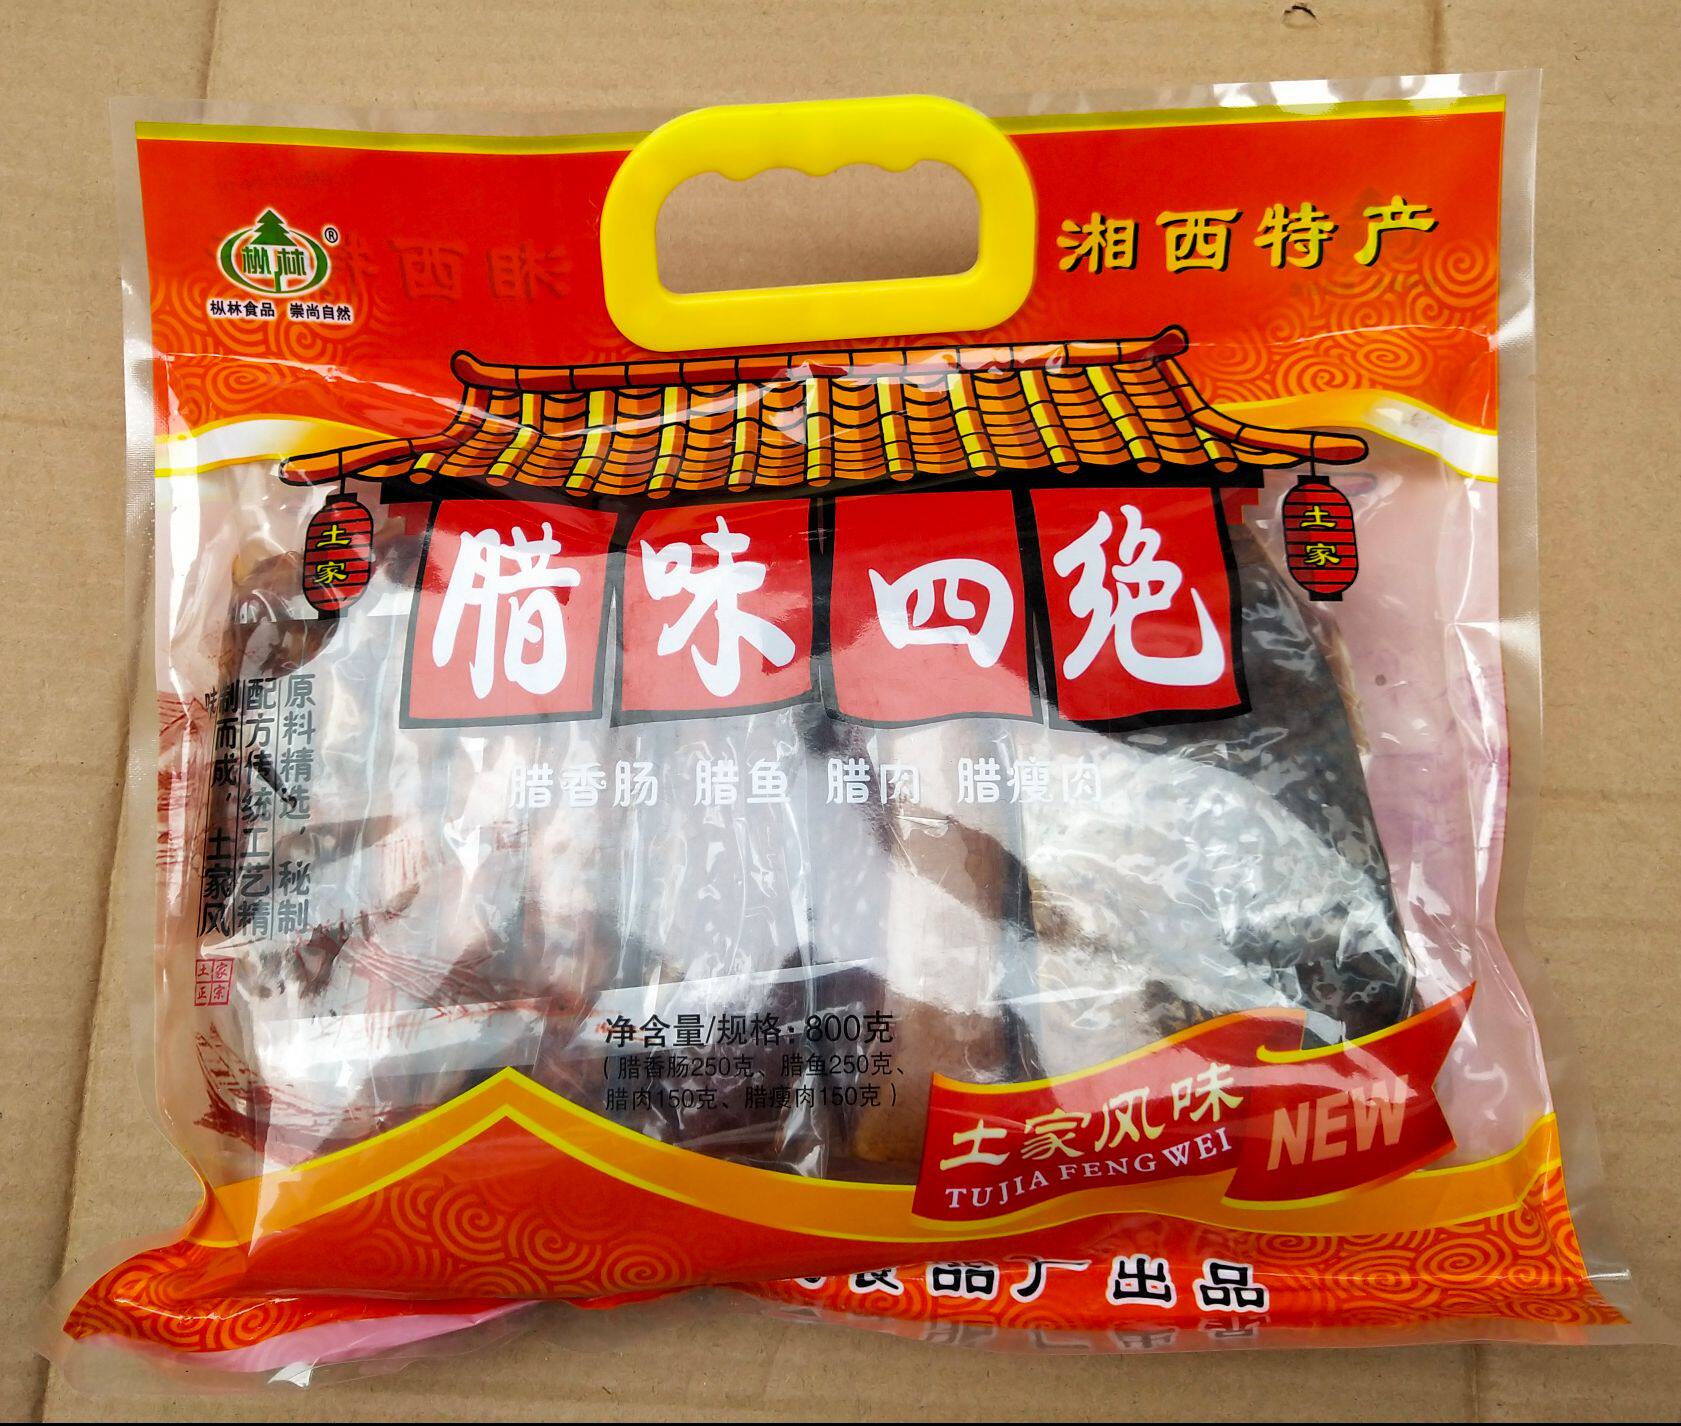 枞林®
枞林食品 崇尚自然
湘西特产
土家
土家
腊味四绝
腊香肠 腊鱼 腊肉 腊瘦肉
原料精选,秘制
配方传统工艺精
制而成,土家风
味
土家
正宗
净含量/规格:800克
(腊香肠250克、腊鱼250克、
腊肉150克、腊瘦肉150克)
土家风味
TUJIA FENG WEI
NEW
食品厂出品